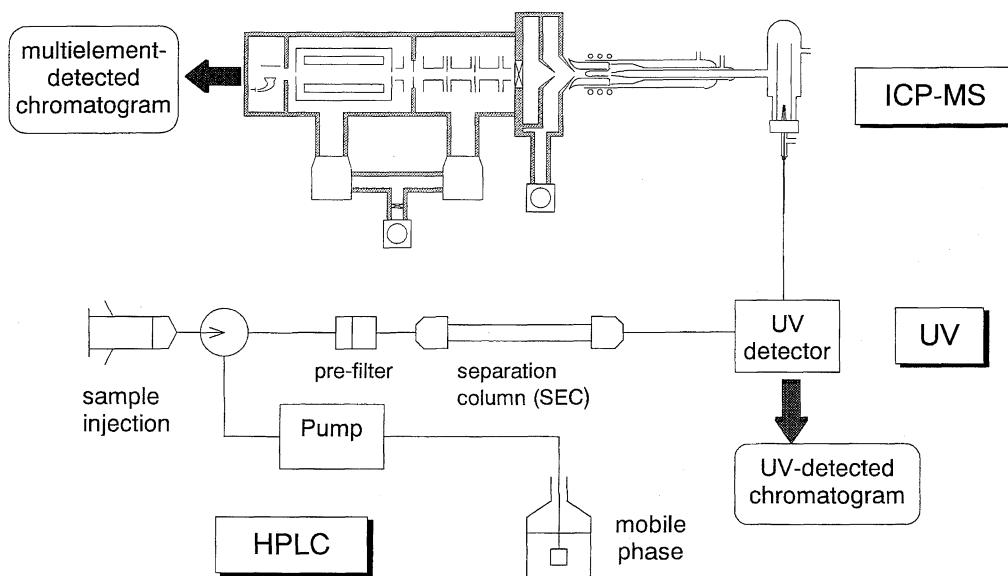 multielement-
detected
chromatogram
ICP-MS
UV
detector
UV
sample
injection
pre-filter
separation
column (SEC)
Pump
UV-detected
chromatogram
HPLC
mobile
phase